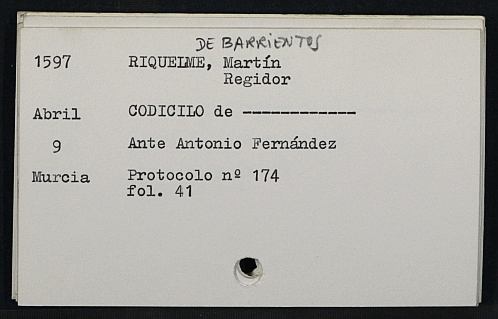 DE BARRIENTOS
1597 RIQUELME, Martín
Regidor
Abril CODICILO de ------------
9 Ante Antonio Fernández
Murcia Protocolo nº 174
fol. 41